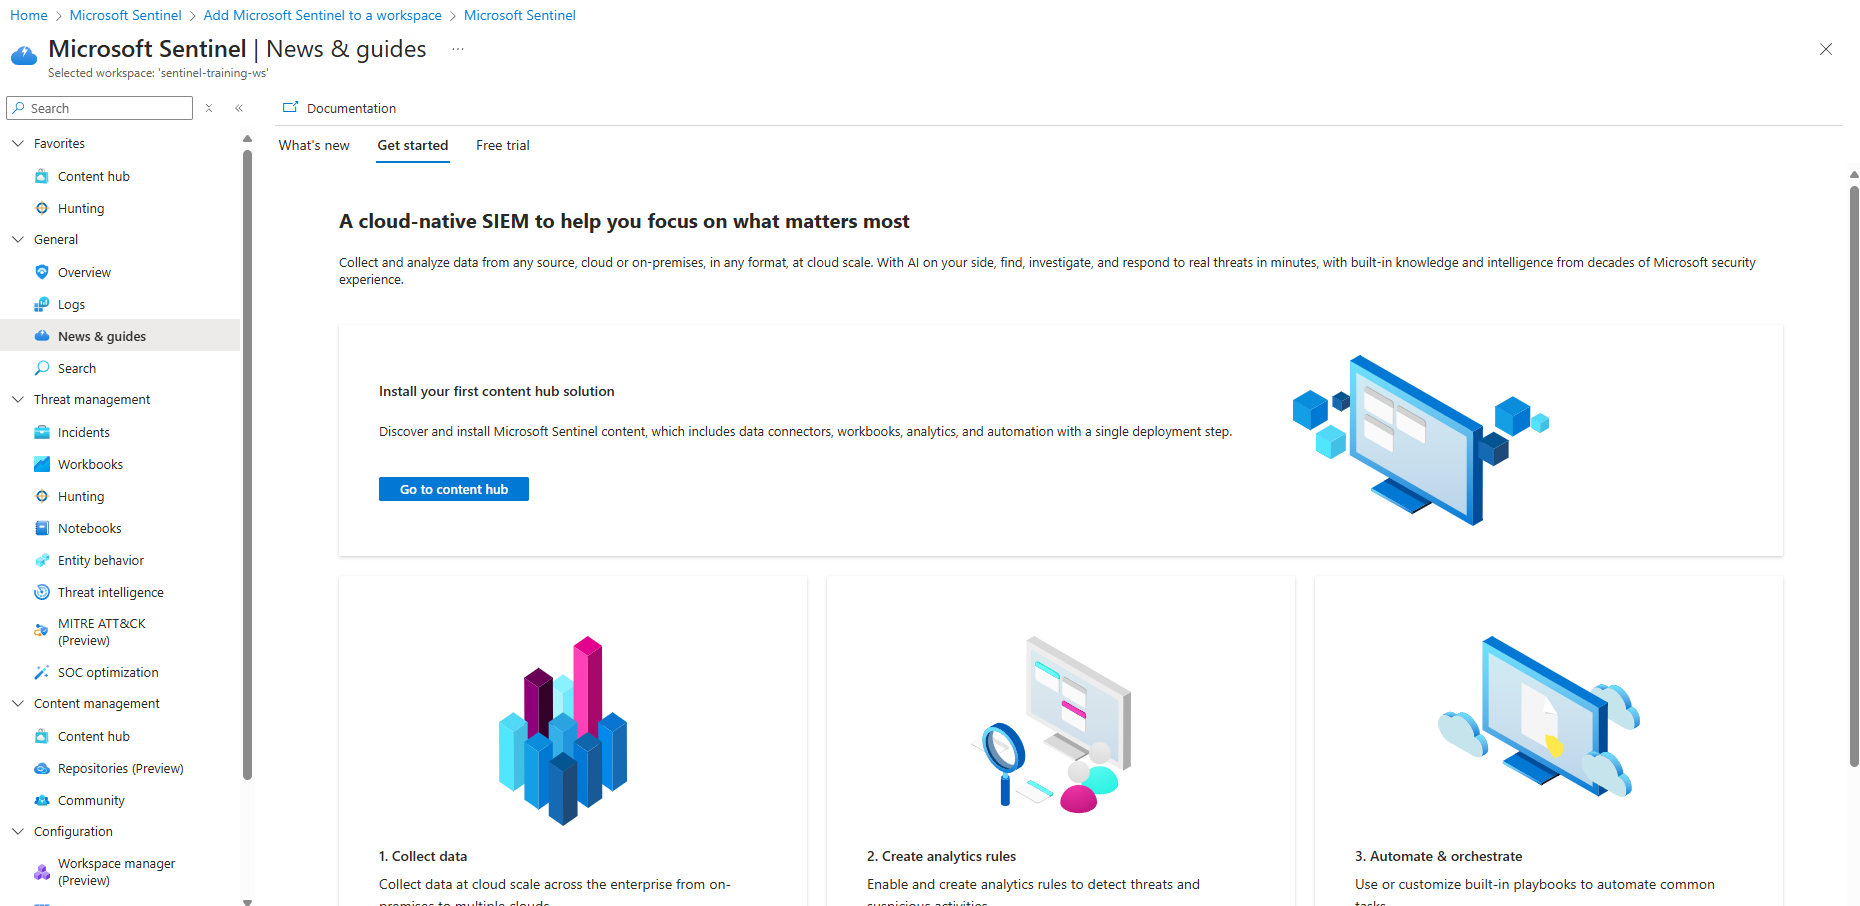 Home > Microsoft Sentinel > Add Microsoft Sentinel to a workspace > Microsoft Sentinel
Microsoft Sentinel | News & guides ...
Selected workspace: 'sentinel-training-ws'
Search
Favorites
Content hub
Hunting
General
Overview
Logs
News & guides
Search
Threat management
Incidents
Workbooks
Hunting
Notebooks
Entity behavior
Threat intelligence
MITRE ATT&CK
(Preview)
SOC optimization
Content management
Content hub
Repositories (Preview)
Community
Configuration
Workspace manager
(Preview)
Documentation
What's new Get started Free trial
A cloud-native SIEM to help you focus on what matters most
Collect and analyze data from any source, cloud or on-premises, in any format, at cloud scale. With AI on your side, find, investigate, and respond to real threats in minutes, with built-in knowledge and intelligence from decades of Microsoft security
experience.
Install your first content hub solution
Discover and install Microsoft Sentinel content, which includes data connectors, workbooks, analytics, and automation with a single deployment step.
Go to content hub
1. Collect data
Collect data at cloud scale across the enterprise from on-
premises to multiple clouds
2. Create analytics rules
Enable and create analytics rules to detect threats and
suspicious activities
3. Automate & orchestrate
Use or customize built-in playbooks to automate common
tasks